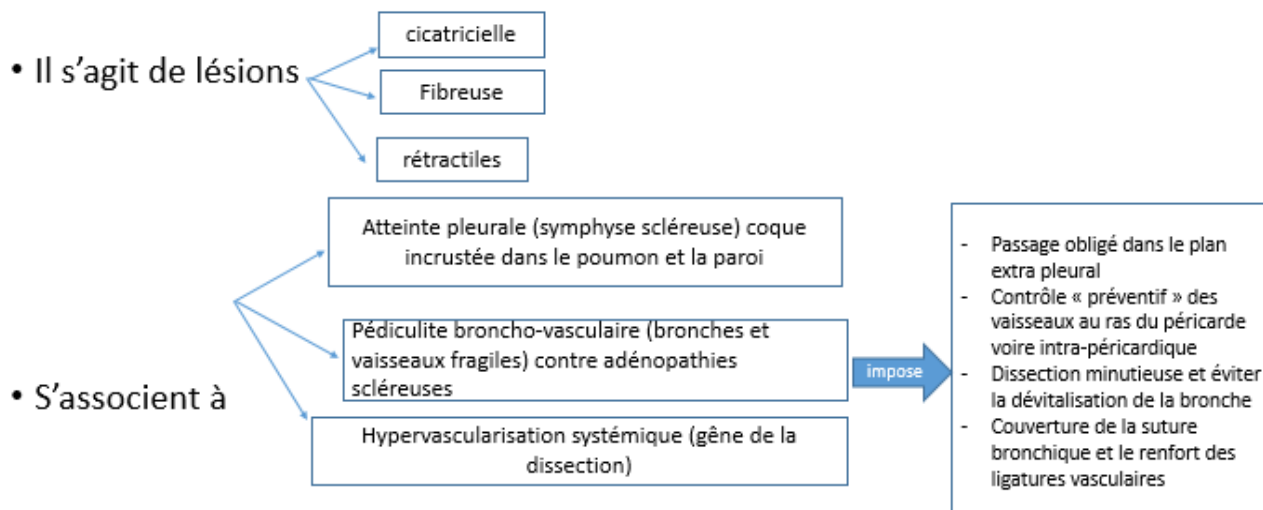 cicatricielle
• Il s’agit de lésions
Fibreuse
rétractiles
Atteinte pleurale (symphyse scléreuse) coque
incrustée dans le poumon et la paroi
Pédiculite broncho-vasculaire (bronches et
vaisseaux fragiles) contre adénopathies
scléreuses
• S’associent à
Hypervascularisation systémique (gêne de la
dissection)
impose
- Passage obligé dans le plan
extra pleural
- Contrôle « préventif » des
vaisseaux au ras du péricarde
voire intra-péricardique
- Dissection minutieuse et éviter
la dévitalisation de la bronche
- Couverture de la suture
bronchique et le renfort des
ligatures vasculaires